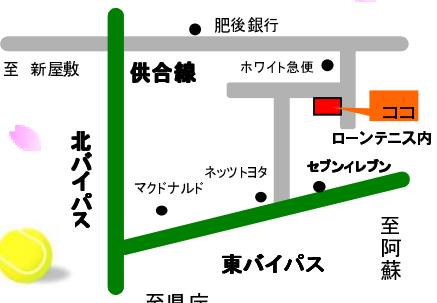 肥後銀行
至 新屋敷
供合線
ホワイト急便
ココ
ローンテニス内
北バイパス
ネッツトヨタ
セブンイレブン
マクドナルド
至阿蘇
東バイパス
至県庁